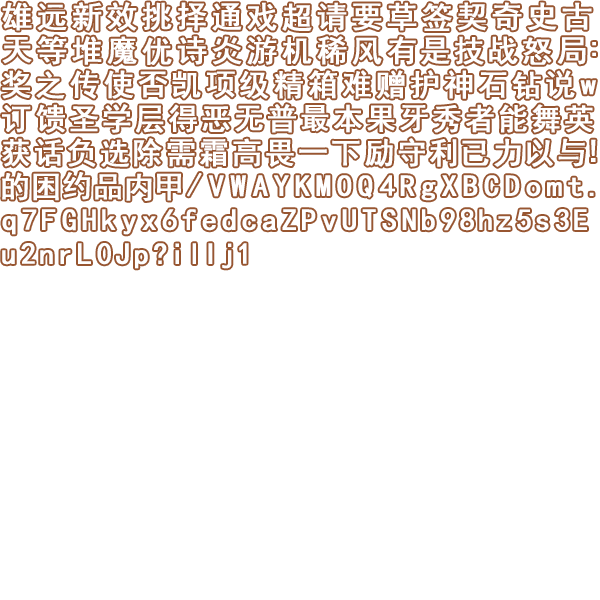 雄远新效挑择通戏超请要草签契奇史古
天等堆魔优诗炎游机稀风有是技战怒局:
奖之传使否凯项级精箱难赠护神石钻说w
订馈圣学层得恶无普最本果牙秀者能舞英
获话负选除需霜高畏一下励守利己力以与!
的困约品内甲/VWAYKMOQ4RgXBCDomt.
q7FGHkyx6fedcaZPvUTSNb98hz5s3E
u2nrL0Jp?iIlj1